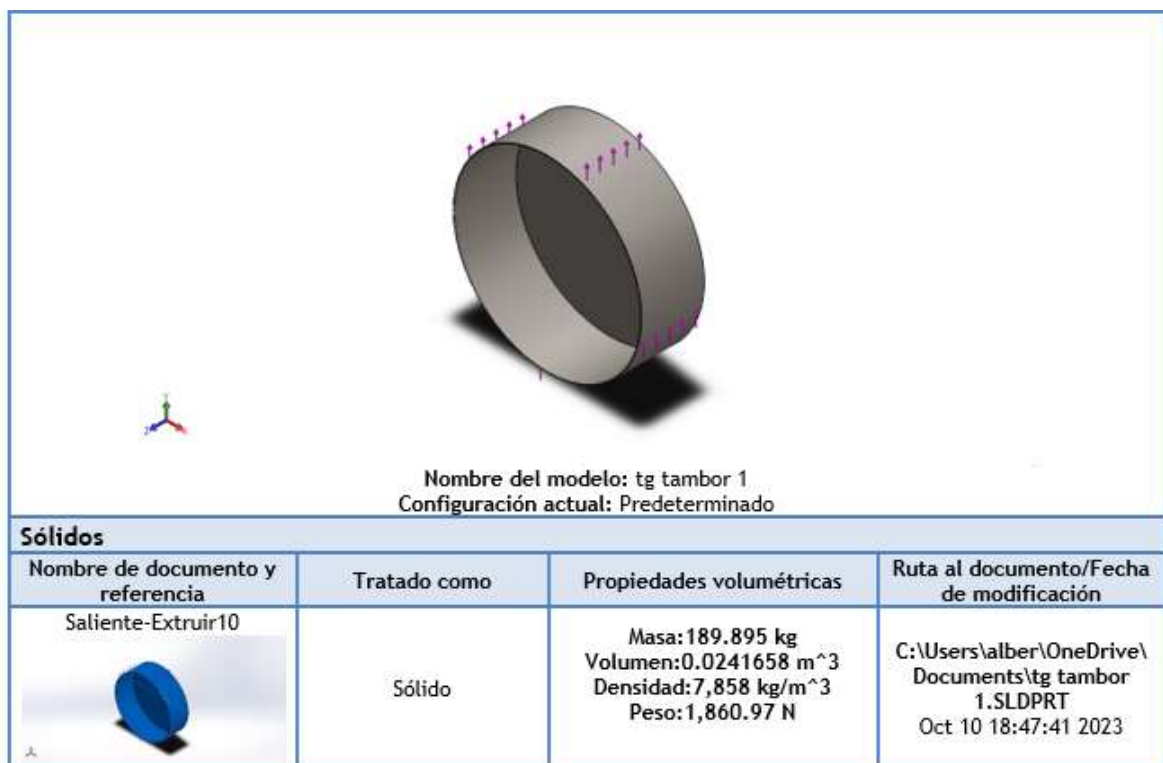 Nombre del modelo: tg tambor 1
Configuración actual: Predeterminado
Sólidos
Nombre de documento y
referencia
Tratado como
Propiedades volumétricas
Ruta al documento/Fecha
de modificación
Saliente-Extruir10
Sólido
Masa:189.895 kg
Volumen:0.0241658 m^3
Densidad:7,858 kg/m^3
Peso:1,860.97 N
C:\Users\alber\OneDrive\
Documents\tg tambor
1.SLDPRT
Oct 10 18:47:41 2023